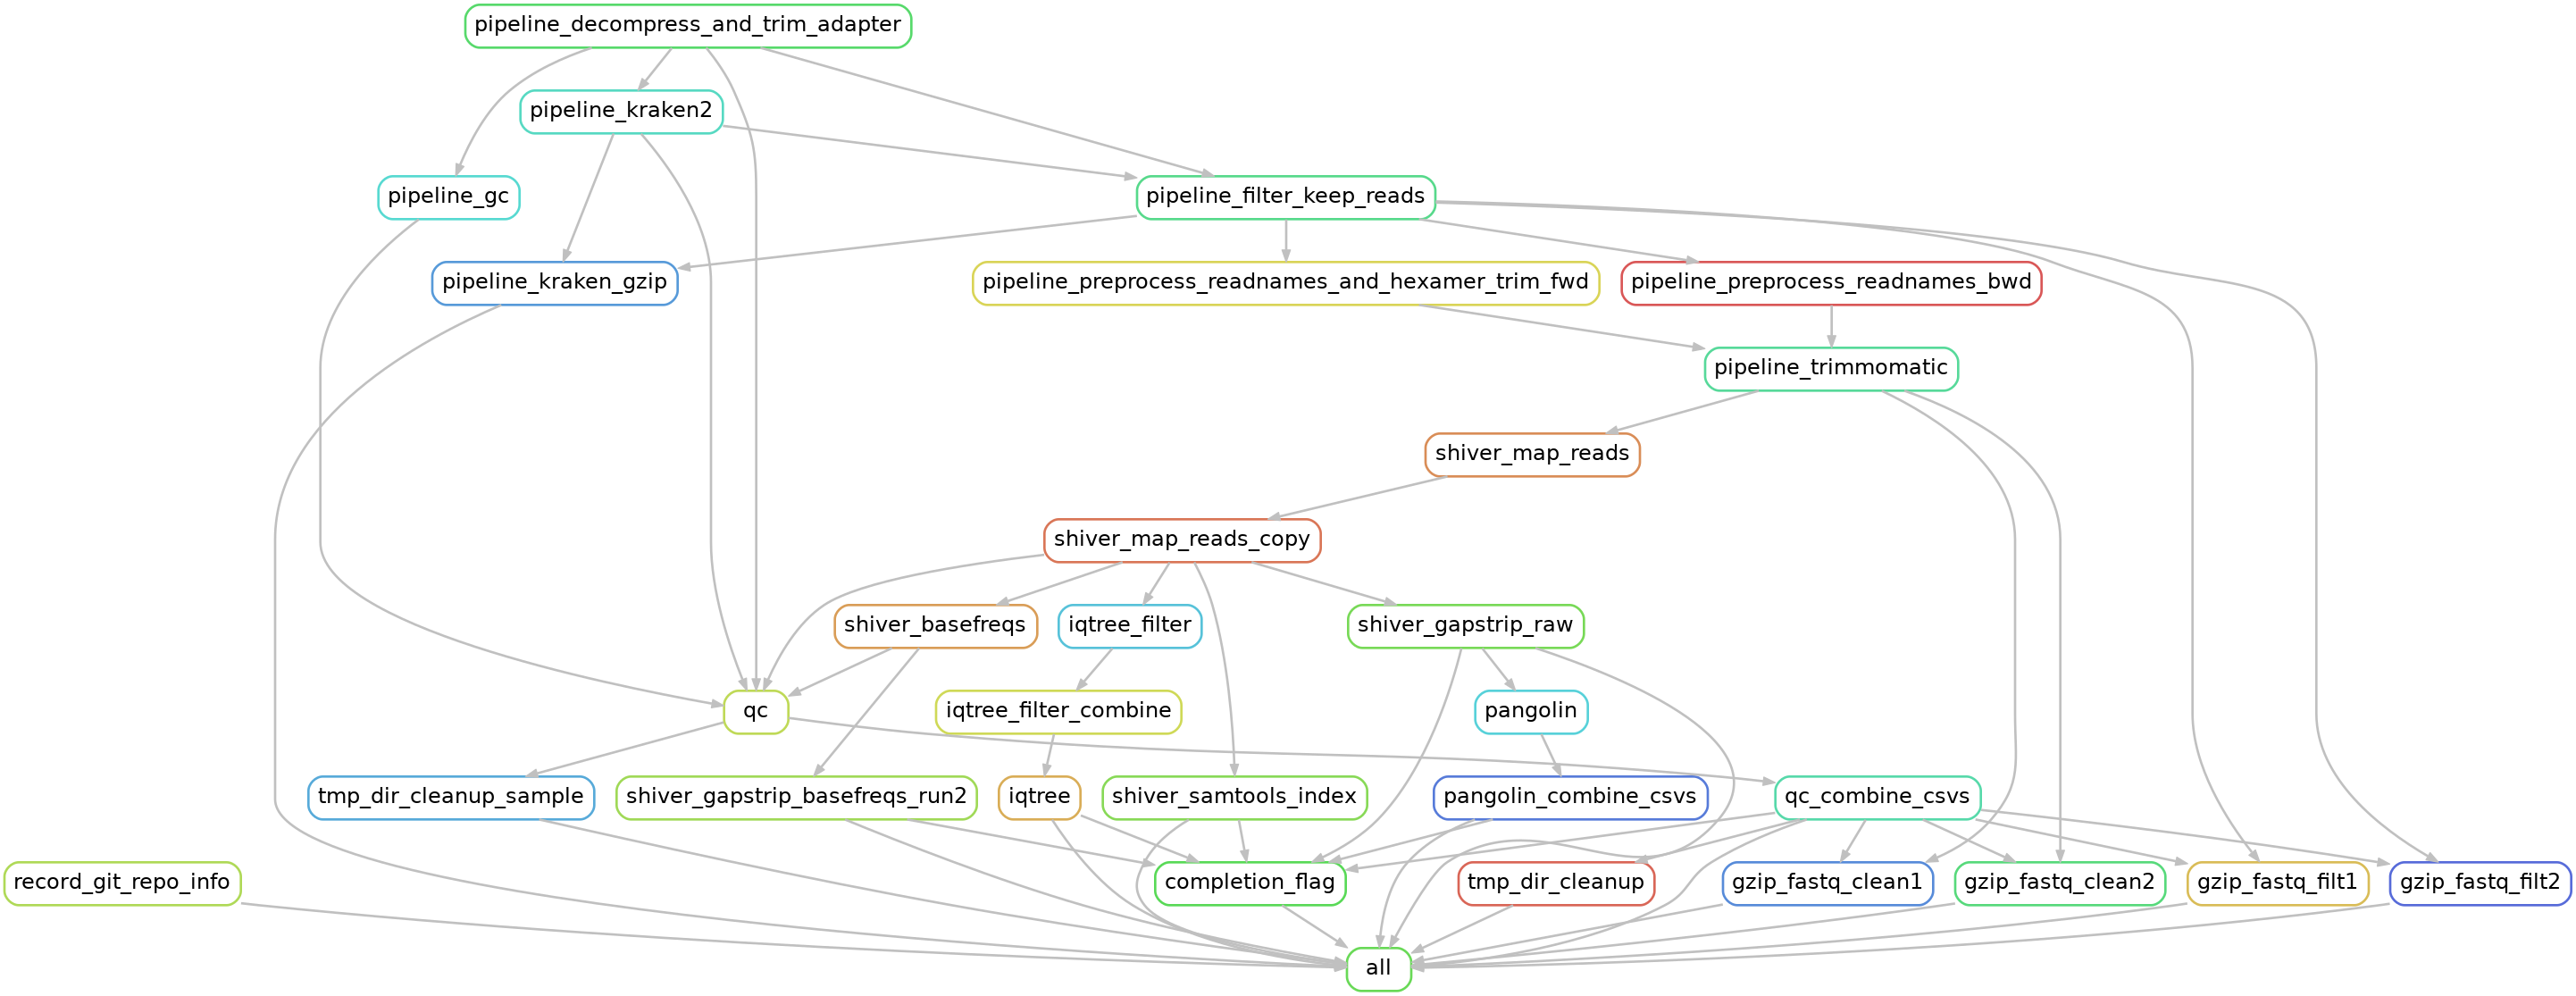 pipeline_decompress_and_trim_adapter
pipeline_kraken2
pipeline_gc
pipeline_filter_keep_reads
pipeline_kraken_gzip
pipeline_preprocess_readnames_and_hexamer_trim_fwd
pipeline_preprocess_readnames_bwd
pipeline_trimmomatic
shiver_map_reads
shiver_map_reads_copy
shiver_basefreqs
iqtree_filter
shiver_gapstrip_raw
qc
iqtree_filter_combine
pangolin
tmp_dir_cleanup_sample
shiver_gapstrip_basefreqs_run2
iqtree
shiver_samtools_index
pangolin_combine_csvs
qc_combine_csvs
record_git_repo_info
completion_flag
tmp_dir_cleanup
gzip_fastq_clean1
gzip_fastq_clean2
gzip_fastq_filt1
gzip_fastq_filt2
all